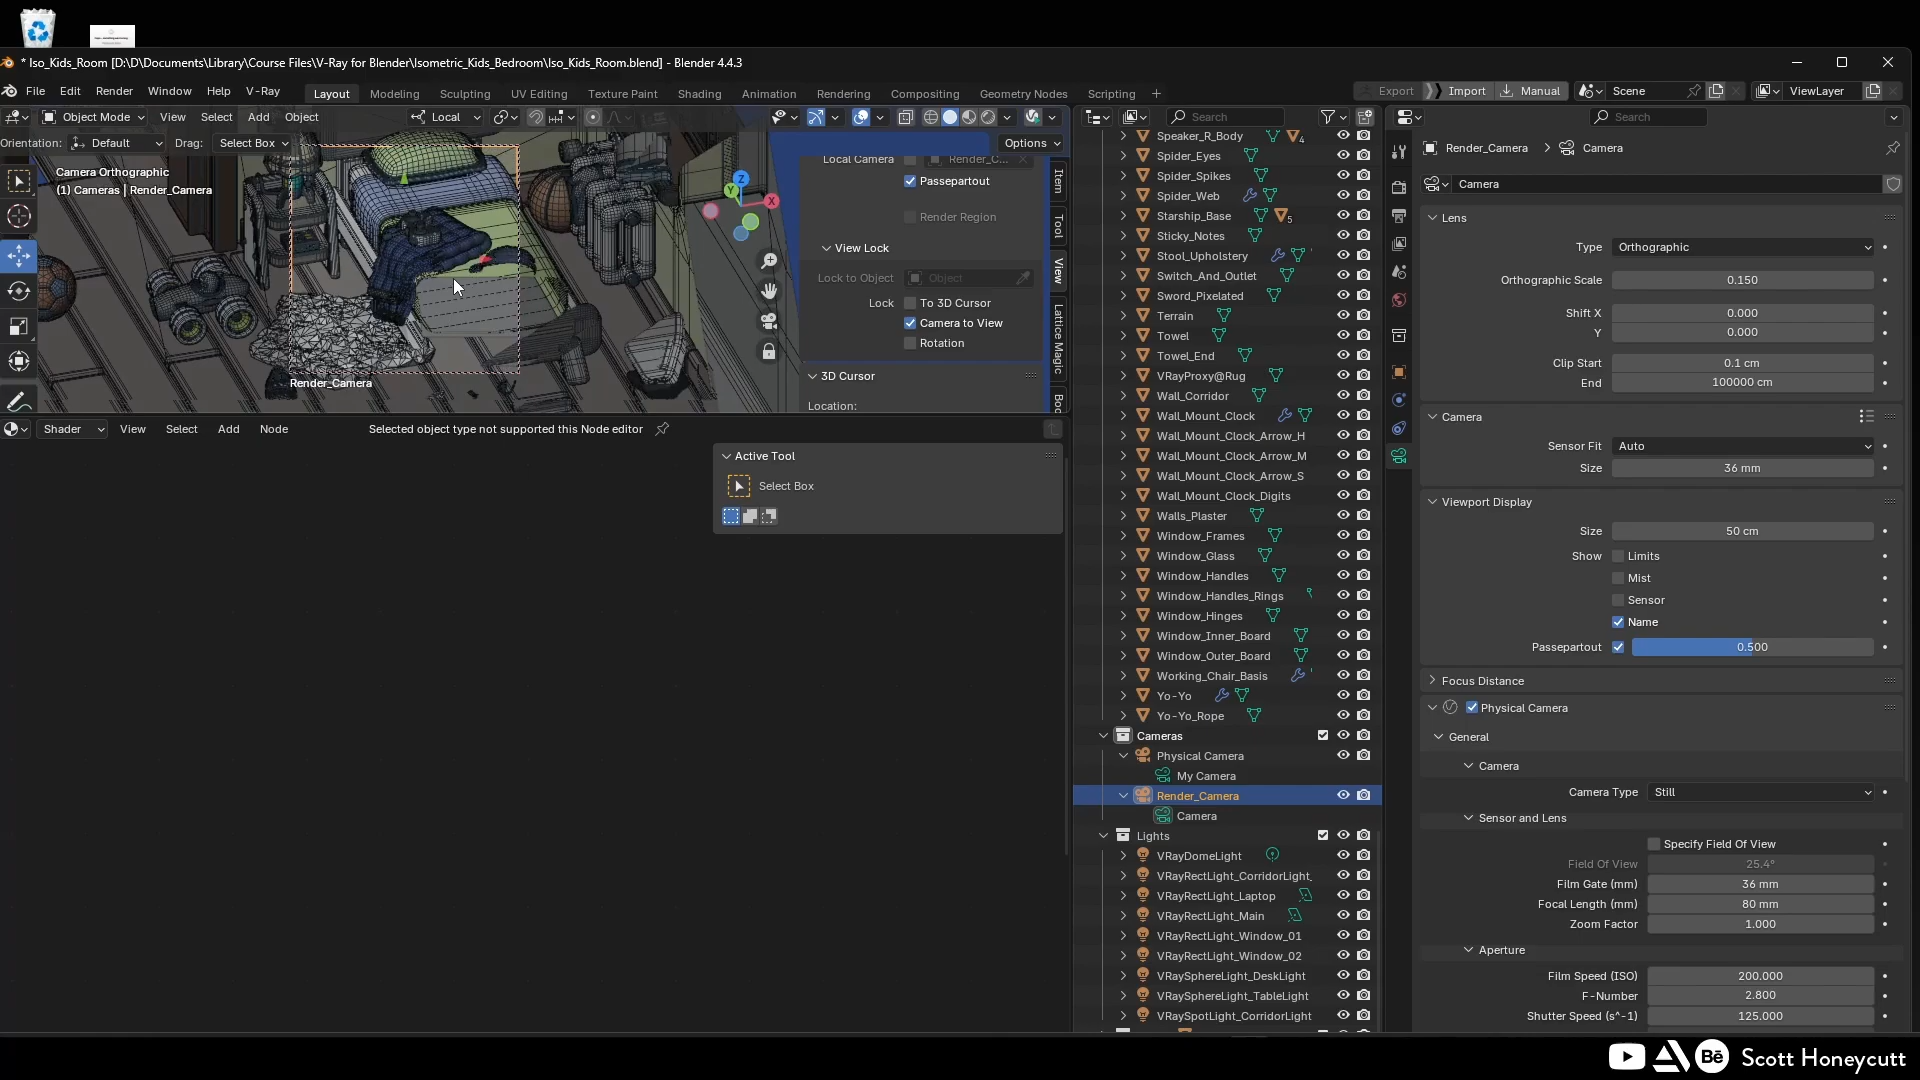 * Iso_Kids_Room [D:\D\Documents\Library\Course Files\V-Ray for Blender\Isometric_Kids_Bedroom\Iso_Kids_Room.blend] - Blender 4.4.3
File Edit Render Window Help V-Ray
Layout Modeling Sculpting UV Editing Texture Paint Shading Animation Rendering Compositing Geometry Nodes Scripting +
Export Import Manual Scene ViewLayer
Object Mode View Select Add Object Local
Orientation: Default Drag: Select Box Options
Camera Orthographic
(1) Cameras | Render_Camera
Z
Y
X
Render_Camera
Local Camera Render_C...
Passepartout
Render Region
View Lock
Lock to Object Object
Lock To 3D Cursor
Camera to View
Rotation
3D Cursor
Location:
Item
Tool
View
Lattice Magic
Shader View Select Add Node Selected object type not supported this Node editor
Active Tool
Select Box
Search
Speaker_R_Body 4
Spider_Eyes
Spider_Spikes
Spider_Web
Starship_Base 5
Sticky_Notes
Stool_Upholstery
Switch_And_Outlet
Sword_Pixelated
Terrain
Towel
Towel_End
VRayProxy@Rug
Wall_Corridor
Wall_Mount_Clock
Wall_Mount_Clock_Arrow_H
Wall_Mount_Clock_Arrow_M
Wall_Mount_Clock_Arrow_S
Wall_Mount_Clock_Digits
Walls_Plaster
Window_Frames
Window_Glass
Window_Handles
Window_Handles_Rings
Window_Hinges
Window_Inner_Board
Window_Outer_Board
Working_Chair_Basis
Yo-Yo
Yo-Yo_Rope
Cameras
Physical Camera
My Camera
Render_Camera
Camera
Lights
VRayDomeLight
VRayRectLight_CorridorLight_
VRayRectLight_Laptop
VRayRectLight_Main
VRayRectLight_Window_01
VRayRectLight_Window_02
VRaySphereLight_DeskLight
VRaySphereLight_TableLight
VRaySpotLight_CorridorLight
Search
Render_Camera > Camera
Camera
Lens
Type Orthographic
Orthographic Scale 0.150
Shift X 0.000
Y 0.000
Clip Start 0.1 cm
End 100000 cm
Camera
Sensor Fit Auto
Size 36 mm
Viewport Display
Size 50 cm
Show Limits
Mist
Sensor
Name
Passepartout 0.500
Focus Distance
Physical Camera
General
Camera
Camera Type Still
Sensor and Lens
Specify Field Of View
Field Of View 25.4°
Film Gate (mm) 36 mm
Focal Length (mm) 80 mm
Zoom Factor 1.000
Aperture
Film Speed (ISO) 200.000
F-Number 2.800
Shutter Speed (s^-1) 125.000
Bē Scott Honeycutt